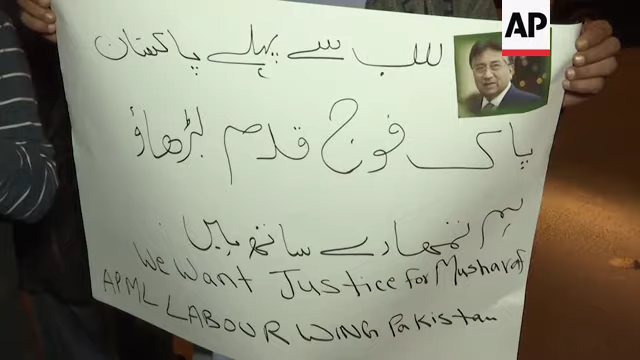 AP
سب سے پہلے پاکستان
پاک فوج قدم بڑھاؤ
ہم تمھارے ساتھ ہیں
We Want Justice for Musharaf
APML LABOUR WING Pakistan